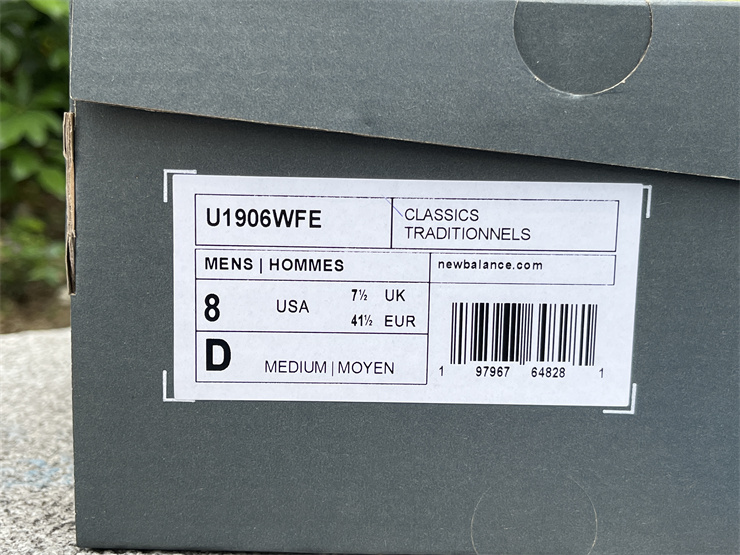 U1906WFE
CLASSICS
TRADITIONNELS
MENS | HOMMES
newbalance.com
8 USA 7½ UK
41½ EUR
D MEDIUM | MOYEN
1 97967 64828 1